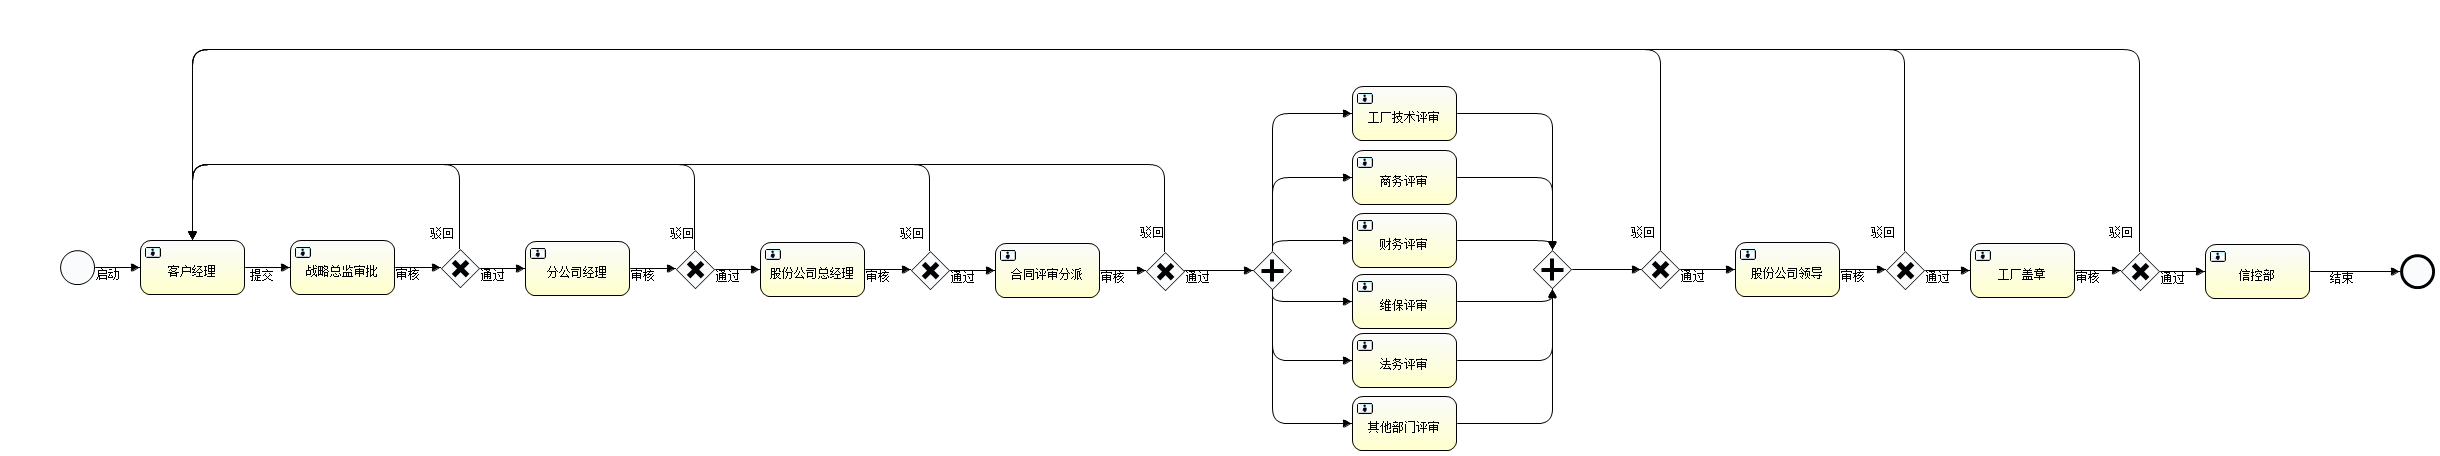 启动
客户经理
提交
战略总监审批
审核
驳回
通过
分公司经理
审核
驳回
通过
股份公司总经理
审核
驳回
通过
合同评审分派
审核
驳回
通过
工厂技术评审
商务评审
财务评审
维保评审
法务评审
其他部门评审
驳回
通过
股份公司领导
审核
驳回
通过
工厂盖章
审核
驳回
通过
信控部
结束